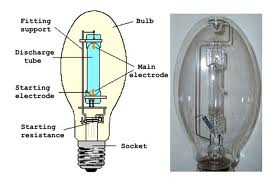 Fitting
support
Bulb
Discharge
tube
Main
electrode
Starting
electrode
Starting
resistance
Socket